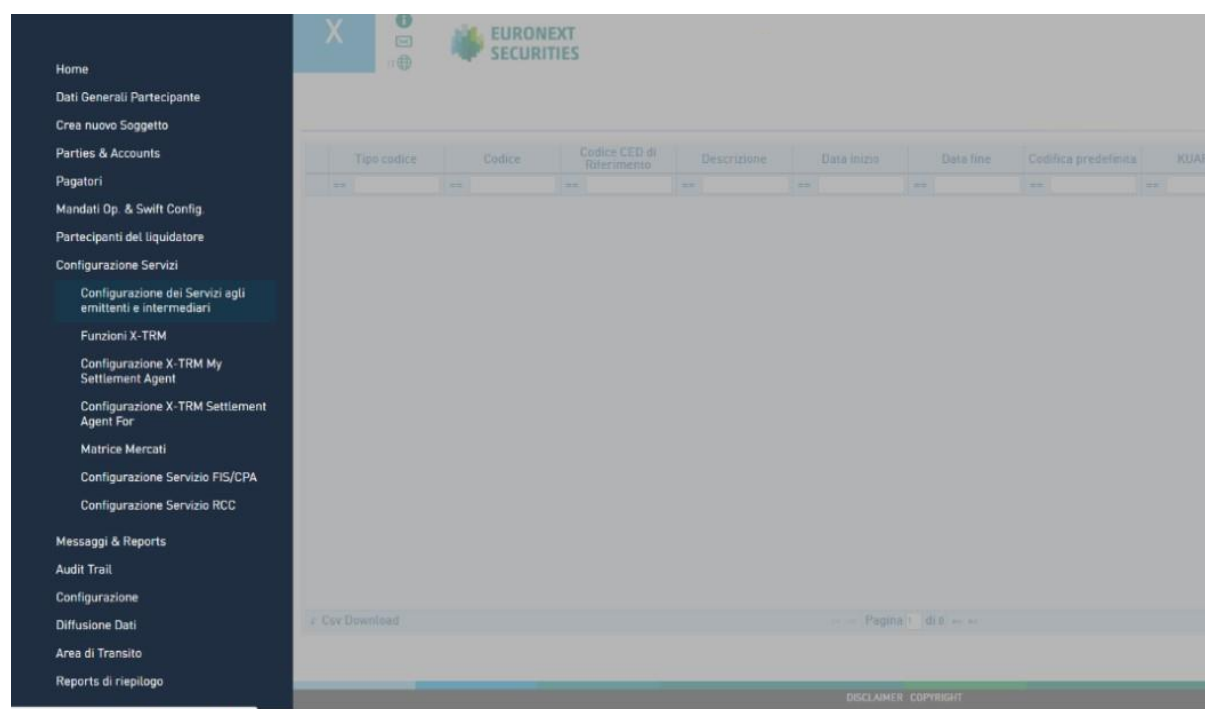 Home
Dati Generali Partecipante
Crea nuovo Soggetto
Parties & Accounts
Pagatori
Mandati Op. & Swift Config.
Partecipanti del liquidatore
Configurazione Servizi
Configurazione dei Servizi agli
emittenti e intermediari
Funzioni X-TRM
Configurazione X-TRM My
Settlement Agent
Configurazione X-TRM Settlement
Agent For
Matrice Mercati
Configurazione Servizio FIS/CPA
Configurazione Servizio RCC
Messaggi & Reports
Audit Trail
Configurazione
Diffusione Dati
Area di Transito
Reports di riepilogo
X
EURONEXT
SECURITIES
Tipo codice Codice Codice CED di Riferimento Descrizione Data inizio Data fine Codifica predefinita
== == == == == == == ==
Csv Download Pagina 1 di 0
DISCLAIMER COPYRIGHT